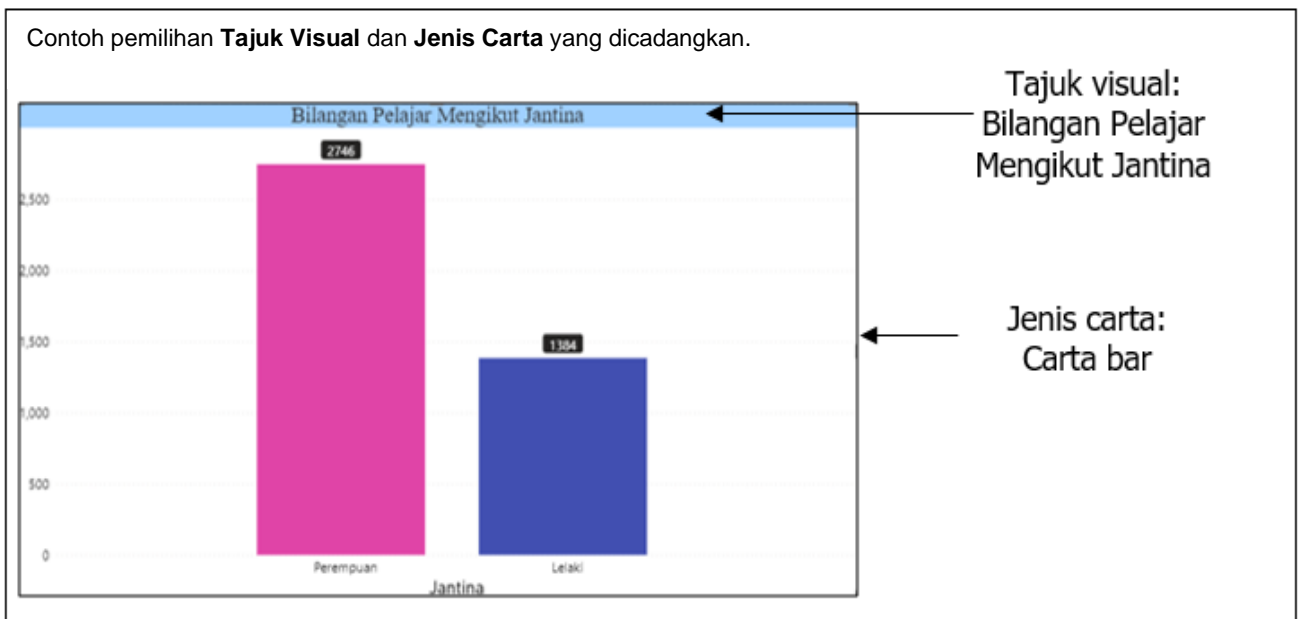 Contoh pemilihan Tajuk Visual dan Jenis Carta yang dicadangkan.
Tajuk visual:
Bilangan Pelajar
Mengikut Jantina
Bilangan Pelajar Mengikut Jantina
2746
2,500
2,000
1384
1,500
1,000
500
0
Perempuan
Lelaki
Jantina
Jenis carta:
Carta bar